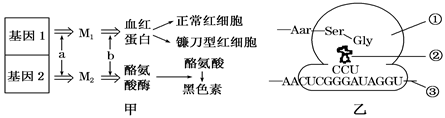 基因1
基因2
a
M₁
M₂
b
血红
蛋白
正常红细胞
镰刀型红细胞
酪氨
酸酶
酪氨酸
黑色素
甲
Aar
Ser
Gly
CCU
AACUCGGGAUAGGU
①
②
③
乙